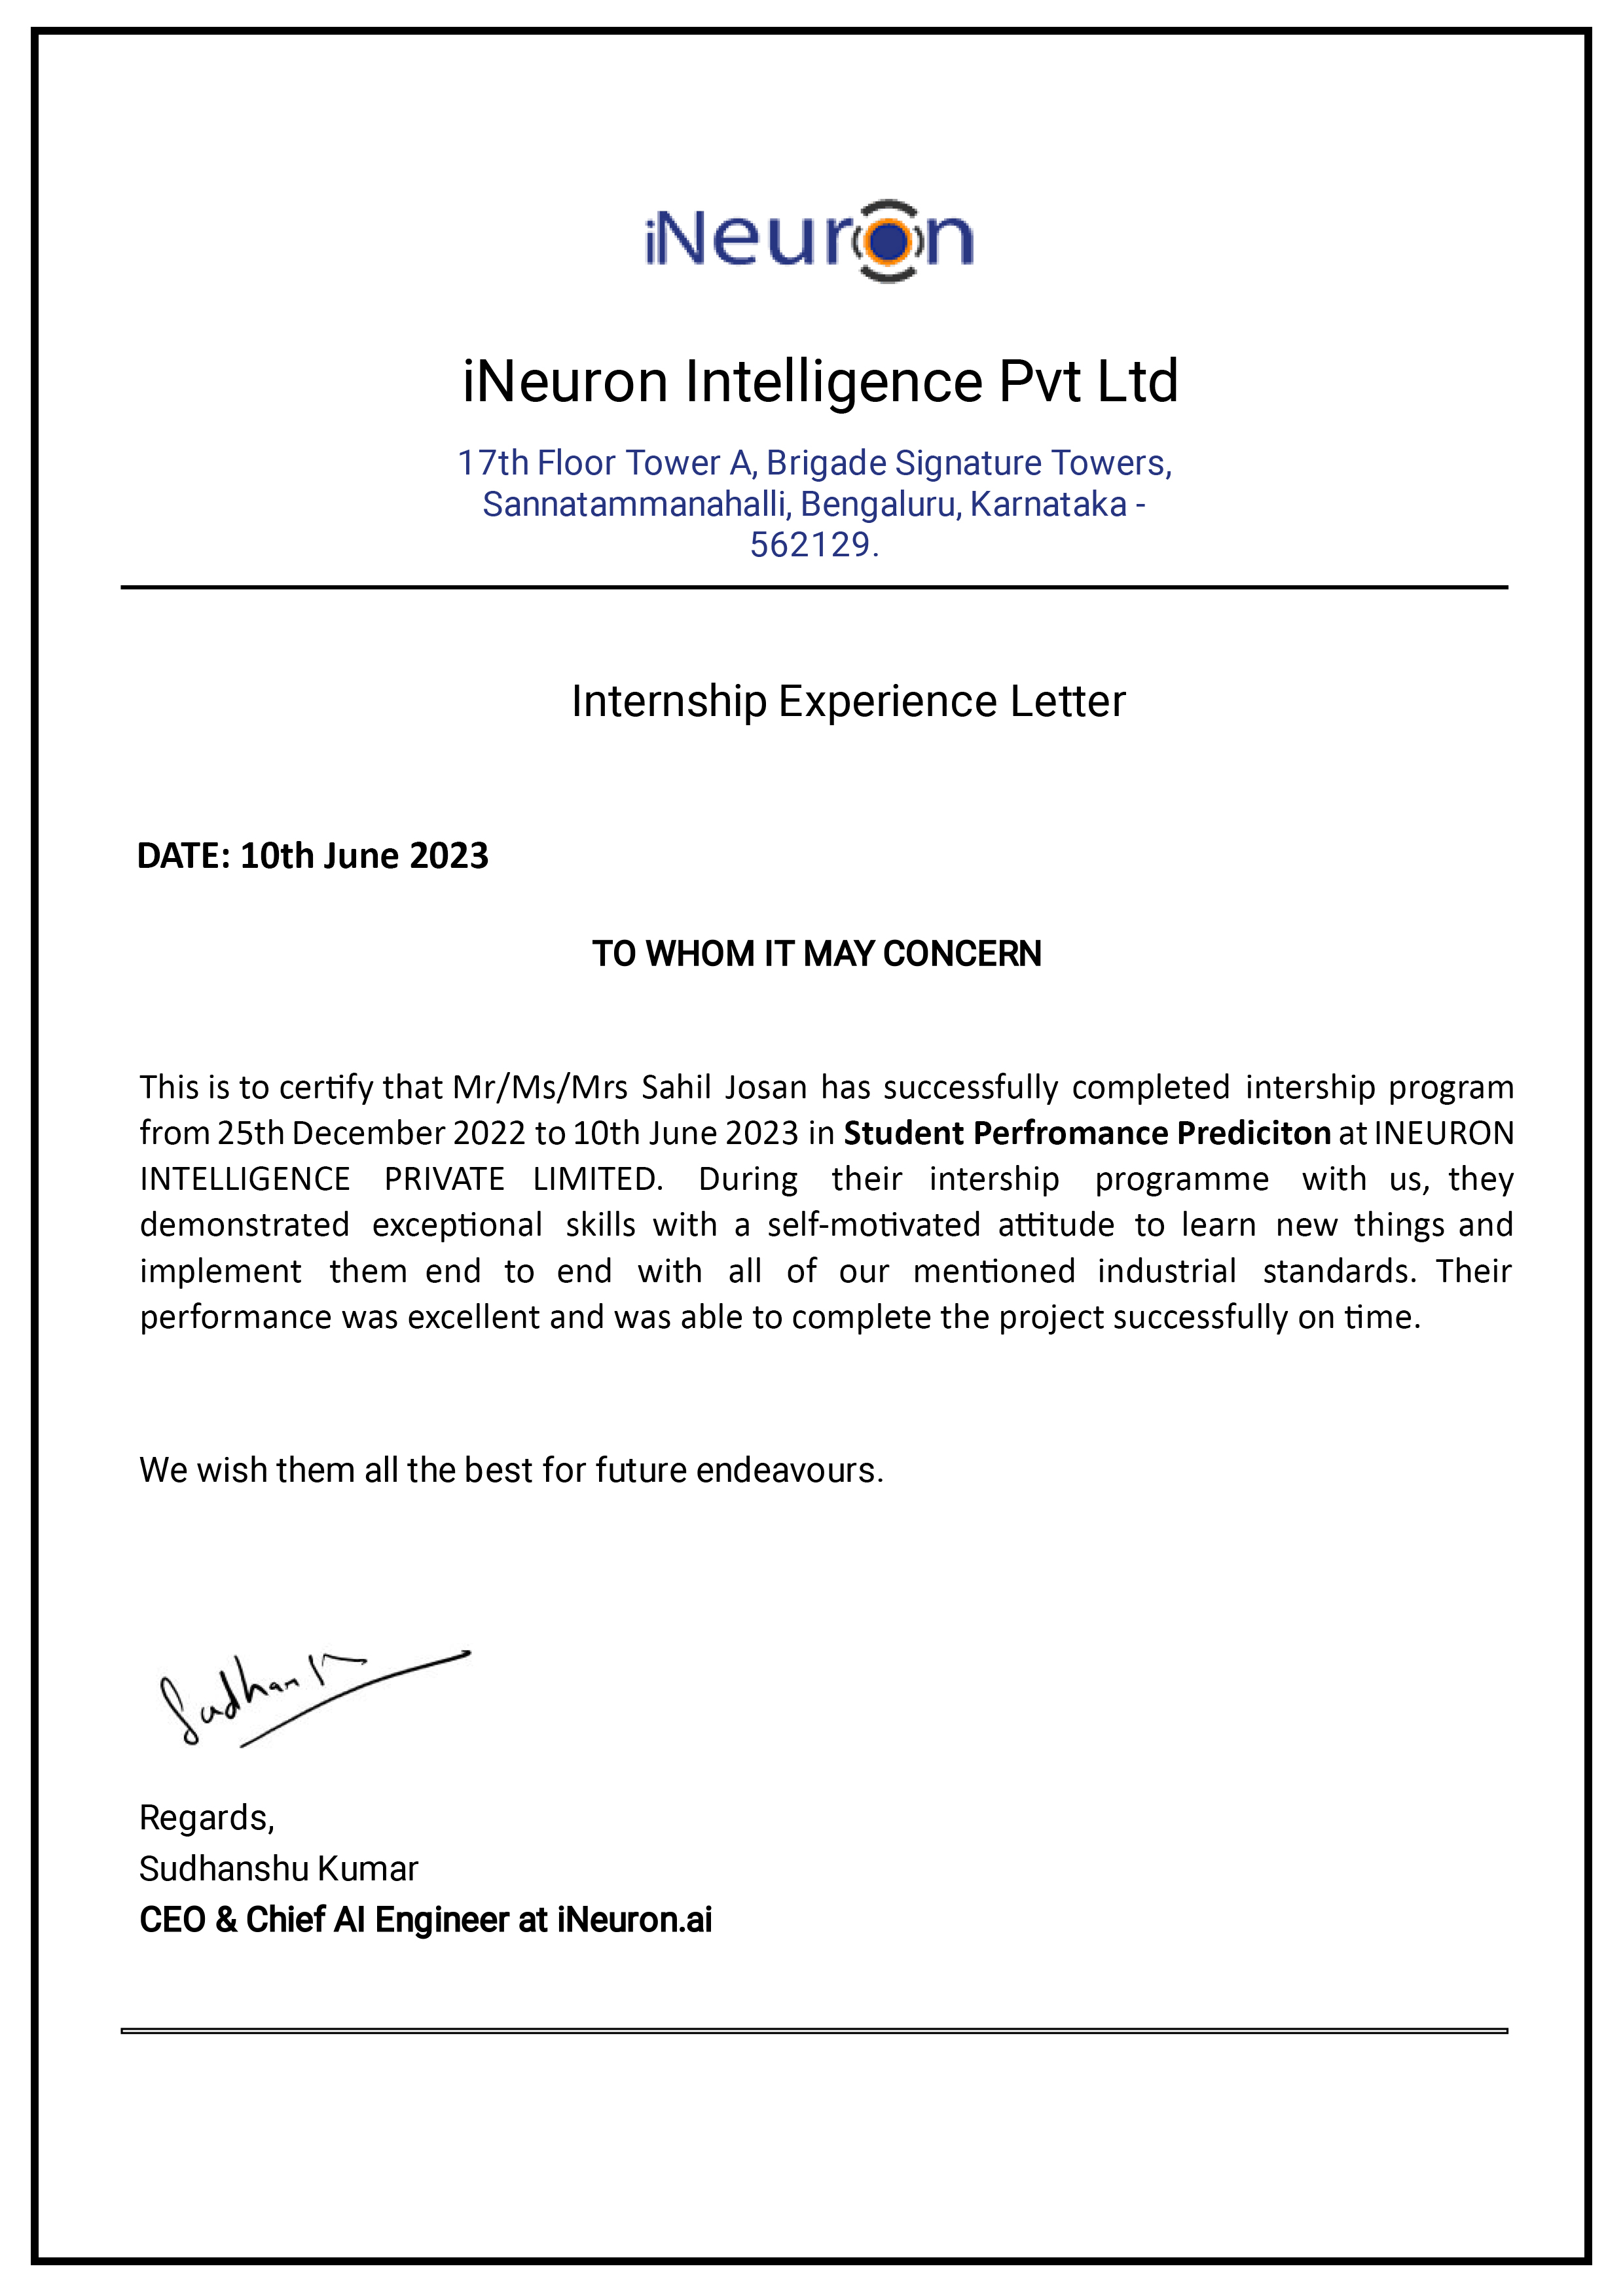 iNeuron
iNeuron Intelligence Pvt Ltd
17th Floor Tower A, Brigade Signature Towers,
Sannatammanahalli, Bengaluru, Karnataka -
562129.
Internship Experience Letter
DATE: 10th June 2023
TO WHOM IT MAY CONCERN
This is to certify that Mr/Ms/Mrs Sahil Josan has successfully completed intership program
from 25th December 2022 to 10th June 2023 in Student Perfromance Prediciton at INEURON
INTELLIGENCE PRIVATE LIMITED. During their intership programme with us, they
demonstrated exceptional skills with a self-motivated attitude to learn new things and
implement them end to end with all of our mentioned industrial standards. Their
performance was excellent and was able to complete the project successfully on time.
We wish them all the best for future endeavours.
Regards,
Sudhanshu Kumar
CEO & Chief AI Engineer at iNeuron.ai